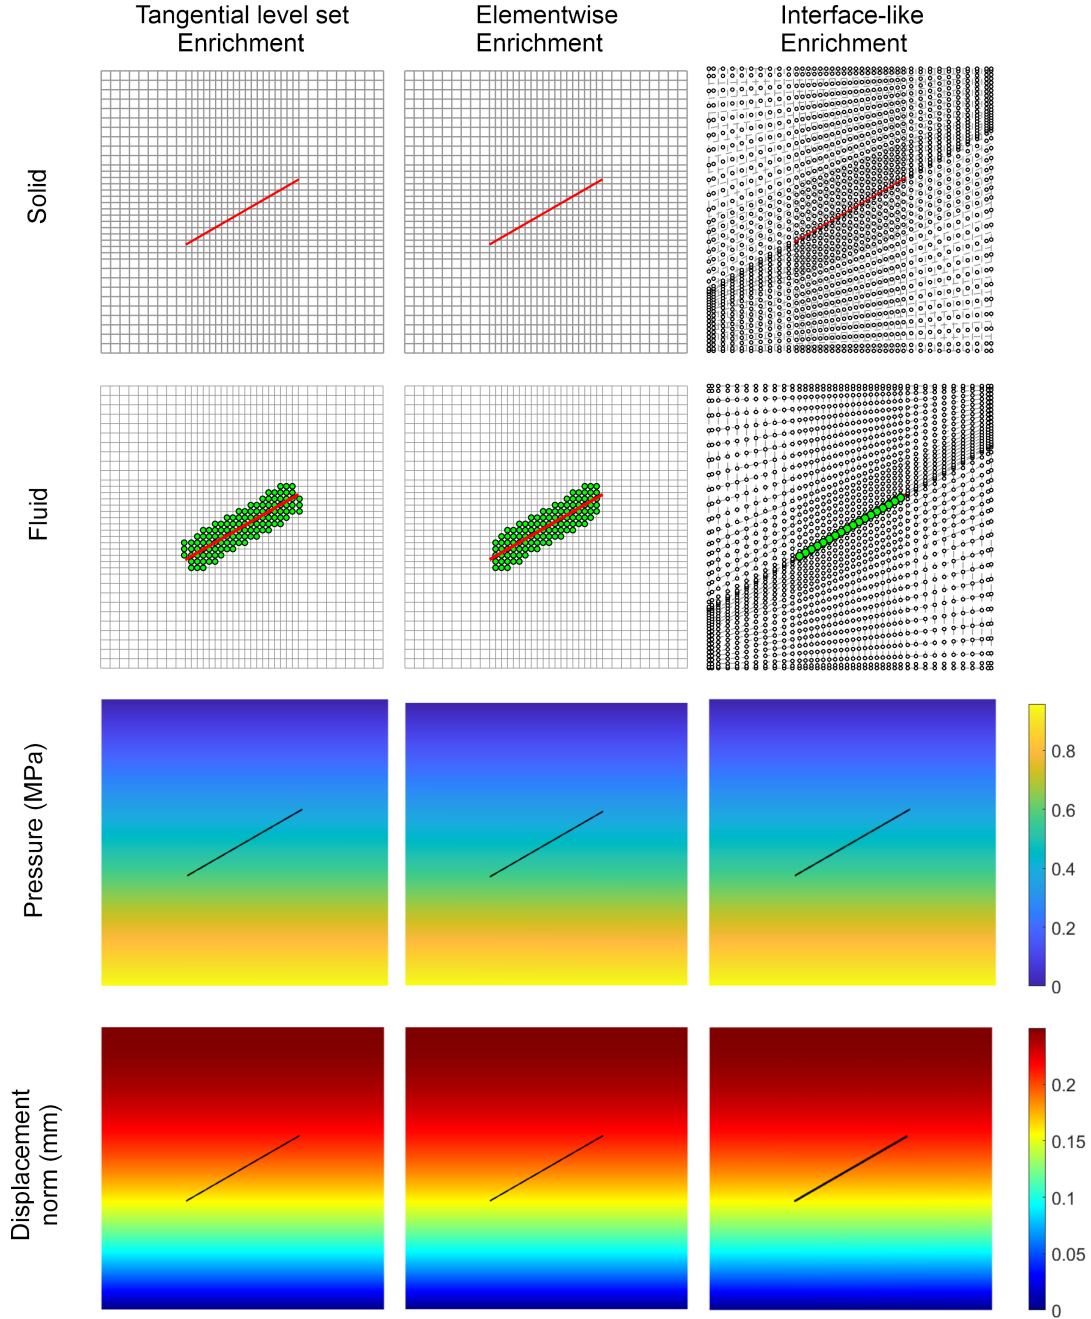 Tangential level set
Enrichment
Elementwise
Enrichment
Interface-like
Enrichment
Solid
Fluid
Pressure (MPa)
0.8
0.6
0.4
0.2
0
Displacement
norm (mm)
0.2
0.15
0.1
0.05
0